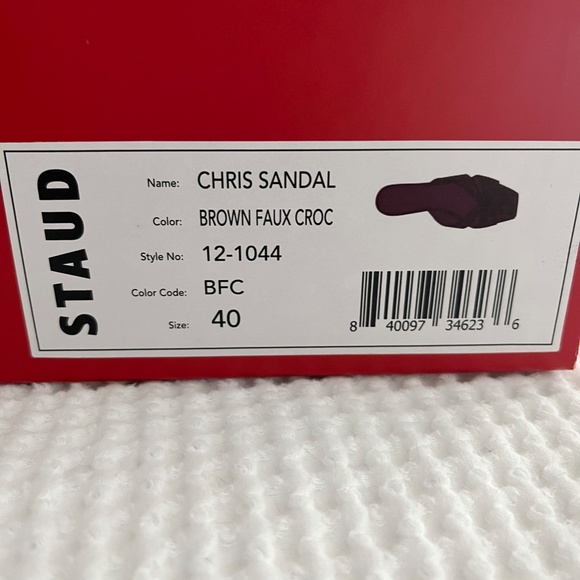 STAUD
Name: CHRIS SANDAL
Color: BROWN FAUX CROC
Style No: 12-1044
Color Code: BFC
Size: 40
8 40097 34623 6